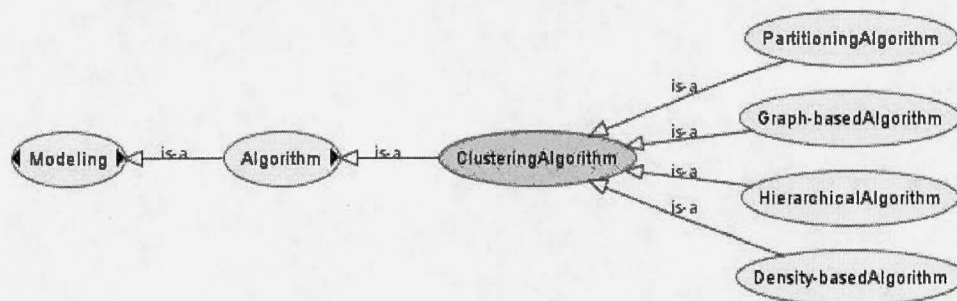 PartitioningAlgorithm
is-a
is-a
Graph-basedAlgorithm
Modeling
is-a
Algorithm
is-a
ClusteringAlgorithm
is-a
HierarchicalAlgorithm
is-a
Density-basedAlgorithm